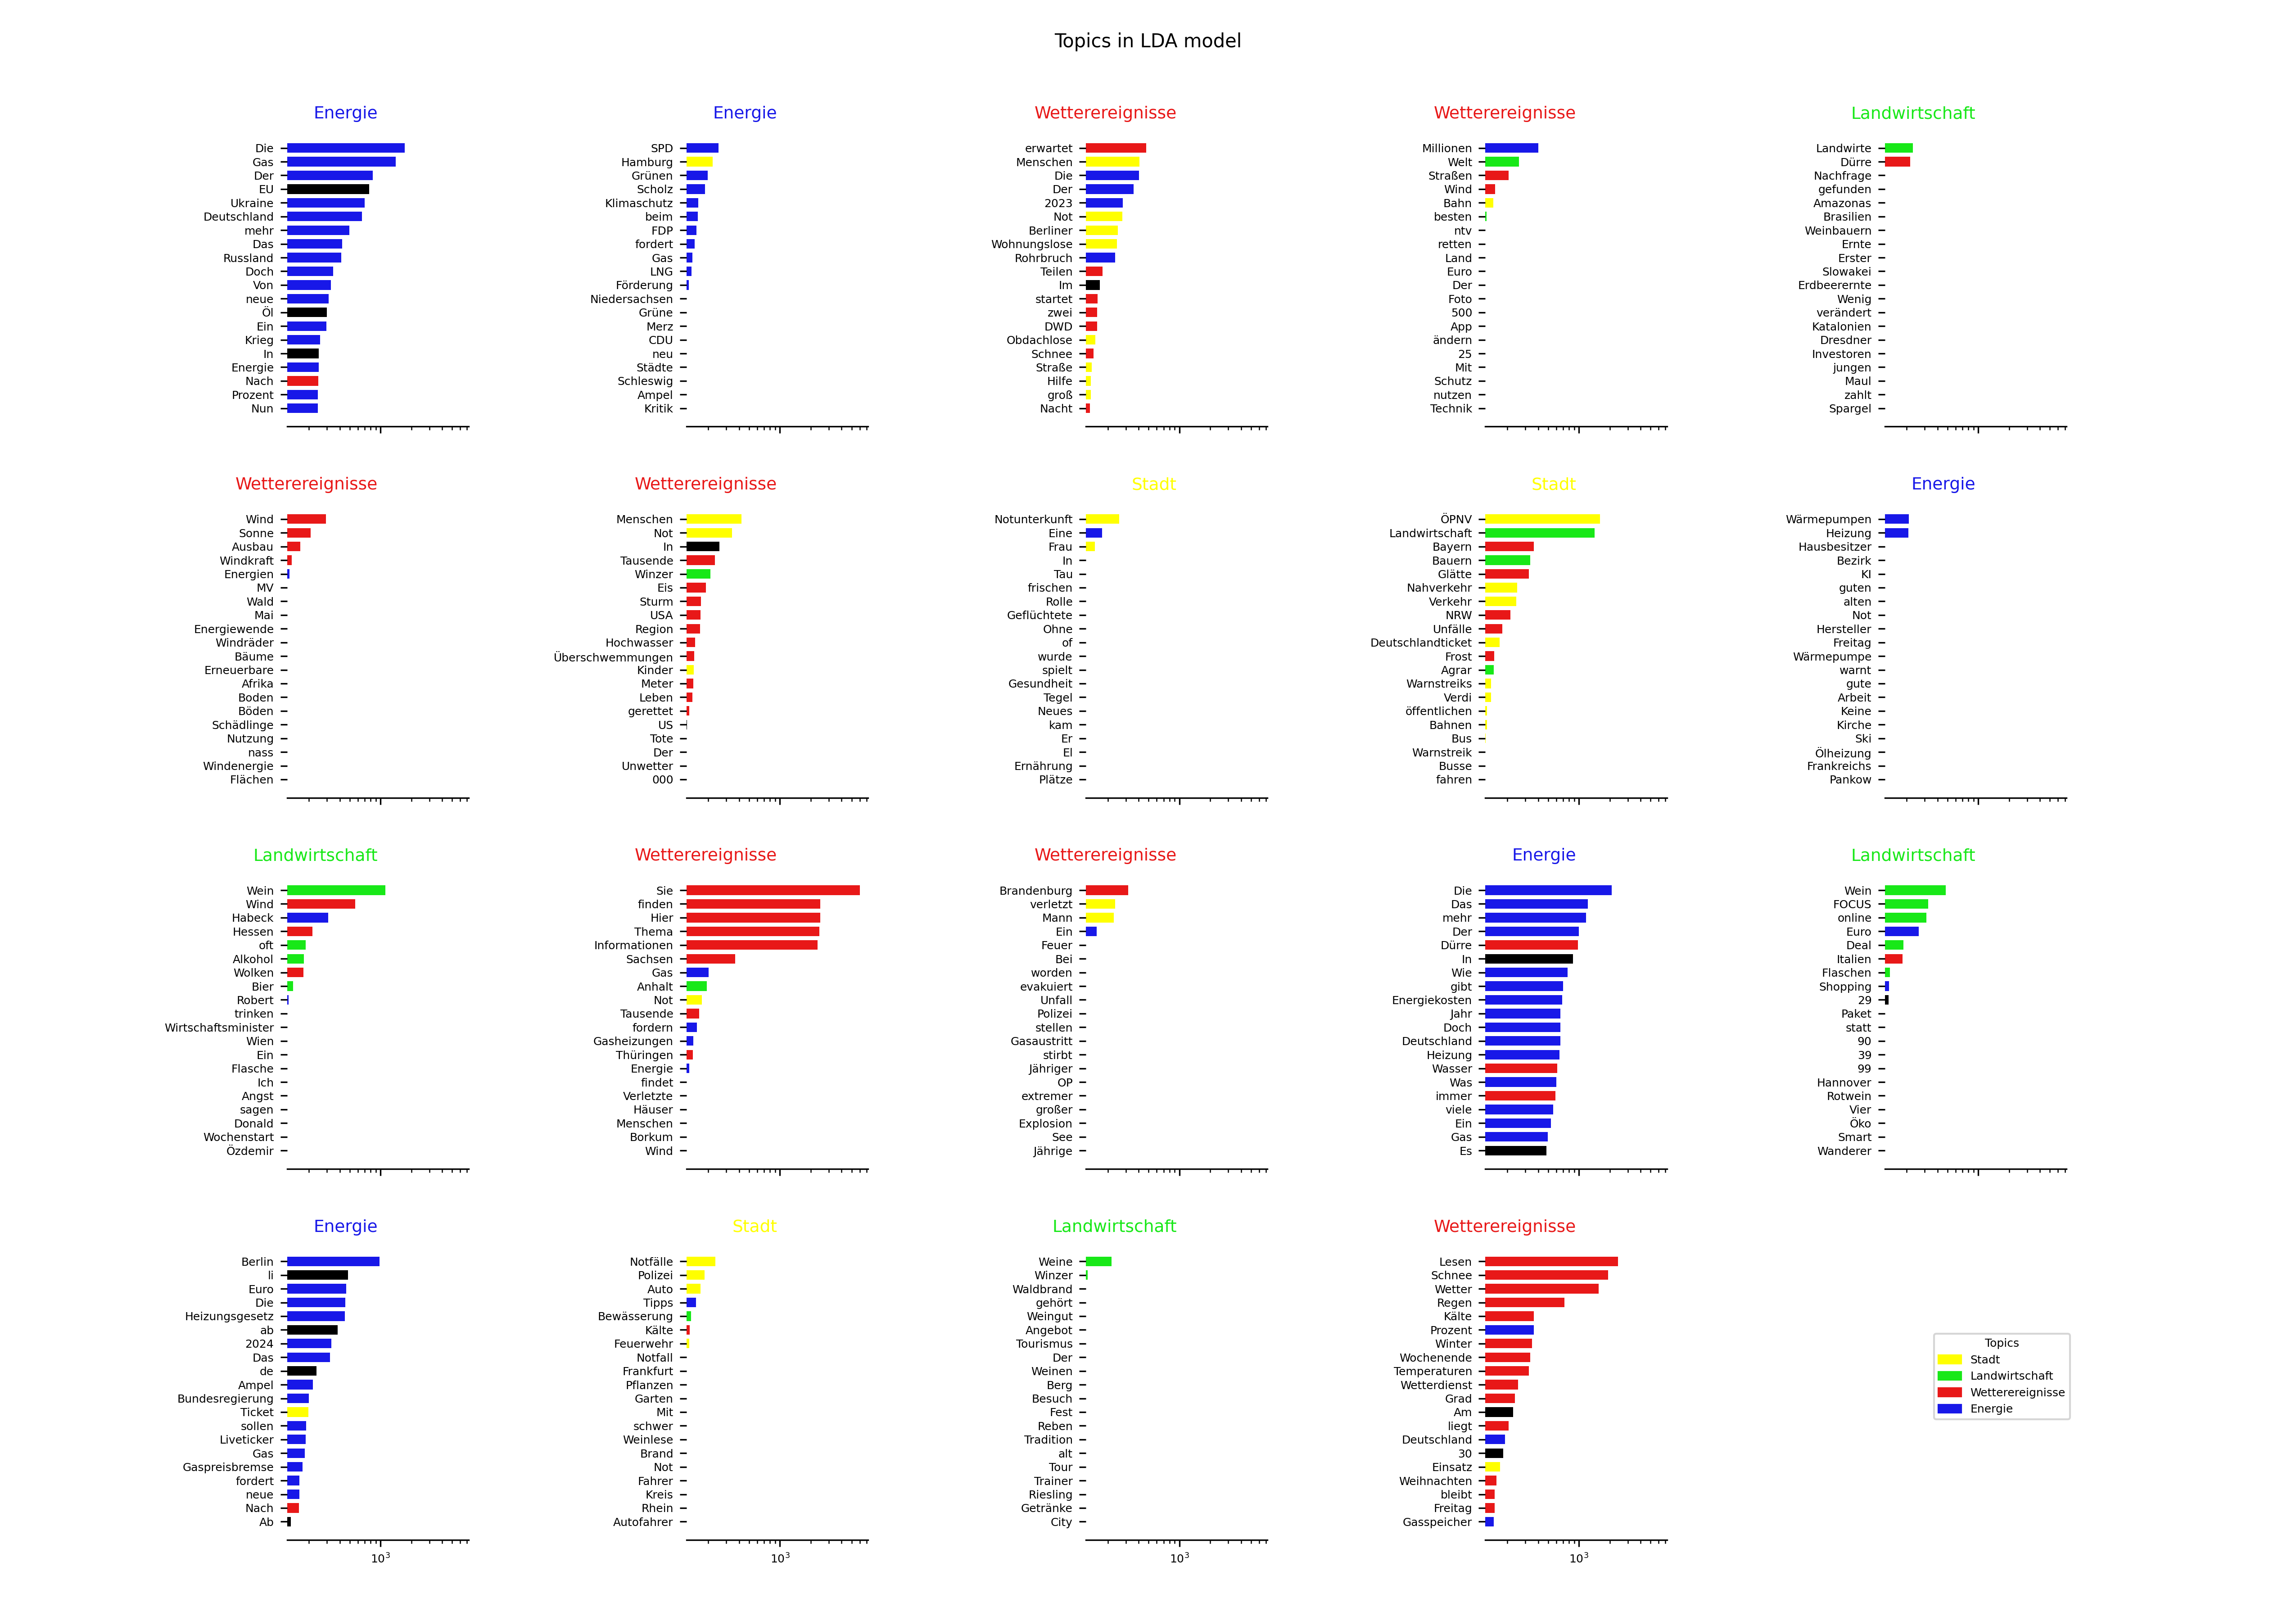 Topics in LDA model
Energie
Die
Gas
Der
EU
Ukraine
Deutschland
mehr
Das
Russland
Doch
Von
neue
Öl
Ein
Krieg
In
Energie
Nach
Prozent
Nun
Energie
SPD
Hamburg
Grünen
Scholz
Klimaschutz
beim
FDP
fordert
Gas
LNG
Förderung
Niedersachsen
Grüne
Merz
CDU
neu
Städte
Schleswig
Ampel
Kritik
Wetterereignisse
erwartet
Menschen
Die
Der
2023
Not
Berliner
Wohnungslose
Rohrbruch
Teilen
Im
startet
zwei
DWD
Obdachlose
Schnee
Straße
Hilfe
groß
Nacht
Wetterereignisse
Millionen
Welt
Straßen
Wind
Bahn
besten
ntv
retten
Land
Euro
Der
Foto
500
App
ändern
25
Mit
Schutz
nutzen
Technik
Landwirtschaft
Landwirte
Dürre
Nachfrage
gefunden
Amazonas
Brasilien
Weinbauern
Ernte
Erster
Slowakei
Erdbeerernte
Wenig
verändert
Katalonien
Dresdner
Investoren
jungen
Maul
zahlt
Spargel
Wetterereignisse
Wind
Sonne
Ausbau
Windkraft
Energien
MV
Wald
Mai
Energiewende
Windräder
Bäume
Erneuerbare
Afrika
Boden
Böden
Schädlinge
Nutzung
nass
Windenergie
Flächen
Wetterereignisse
Menschen
Not
In
Tausende
Winzer
Eis
Sturm
USA
Region
Hochwasser
Überschwemmungen
Kinder
Meter
Leben
gerettet
US
Tote
Der
Unwetter
000
Stadt
Notunterkunft
Eine
Frau
In
Tau
frischen
Rolle
Geflüchtete
Ohne
of
wurde
spielt
Gesundheit
Tegel
Neues
kam
Er
El
Ernährung
Plätze
Stadt
ÖPNV
Landwirtschaft
Bayern
Bauern
Glätte
Nahverkehr
Verkehr
NRW
Unfälle
Deutschlandticket
Frost
Agrar
Warnstreiks
Verdi
öffentlichen
Bahnen
Bus
Warnstreik
Busse
fahren
Energie
Wärmepumpen
Heizung
Hausbesitzer
Bezirk
KI
guten
alten
Not
Hersteller
Freitag
Wärmepumpe
warnt
gute
Arbeit
Keine
Kirche
Ski
Ölheizung
Frankreichs
Pankow
Landwirtschaft
Wein
Wind
Habeck
Hessen
oft
Alkohol
Wolken
Bier
Robert
trinken
Wirtschaftsminister
Wien
Ein
Flasche
Ich
Angst
sagen
Donald
Wochenstart
Özdemir
Wetterereignisse
Sie
finden
Hier
Thema
Informationen
Sachsen
Gas
Anhalt
Not
Tausende
fordern
Gasheizungen
Thüringen
Energie
findet
Verletzte
Häuser
Menschen
Borkum
Wind
Wetterereignisse
Brandenburg
verletzt
Mann
Ein
Feuer
Bei
worden
evakuiert
Unfall
Polizei
stellen
Gasaustritt
stirbt
Jähriger
OP
extremer
großer
Explosion
See
Jährige
Energie
Die
Das
mehr
Der
Dürre
In
Wie
gibt
Energiekosten
Jahr
Doch
Deutschland
Heizung
Wasser
Was
immer
viele
Ein
Gas
Es
Landwirtschaft
Wein
FOCUS
online
Euro
Deal
Italien
Flaschen
Shopping
29
Paket
statt
90
39
99
Hannover
Rotwein
Vier
Öko
Smart
Wanderer
Energie
Berlin
li
Euro
Die
Heizungsgesetz
ab
2024
Das
de
Ampel
Bundesregierung
Ticket
sollen
Liveticker
Gas
Gaspreisbremse
fordert
neue
Nach
Ab
10³
Stadt
Notfälle
Polizei
Auto
Tipps
Bewässerung
Kälte
Feuerwehr
Notfall
Frankfurt
Pflanzen
Garten
Mit
schwer
Weinlese
Brand
Not
Fahrer
Kreis
Rhein
Autofahrer
10³
Landwirtschaft
Weine
Winzer
Waldbrand
gehört
Weingut
Angebot
Tourismus
Der
Weinen
Berg
Besuch
Fest
Reben
Tradition
alt
Tour
Trainer
Riesling
Getränke
City
10³
Wetterereignisse
Lesen
Schnee
Wetter
Regen
Kälte
Prozent
Winter
Wochenende
Temperaturen
Wetterdienst
Grad
Am
liegt
Deutschland
30
Einsatz
Weihnachten
bleibt
Freitag
Gasspeicher
10³
Topics
Stadt
Landwirtschaft
Wetterereignisse
Energie